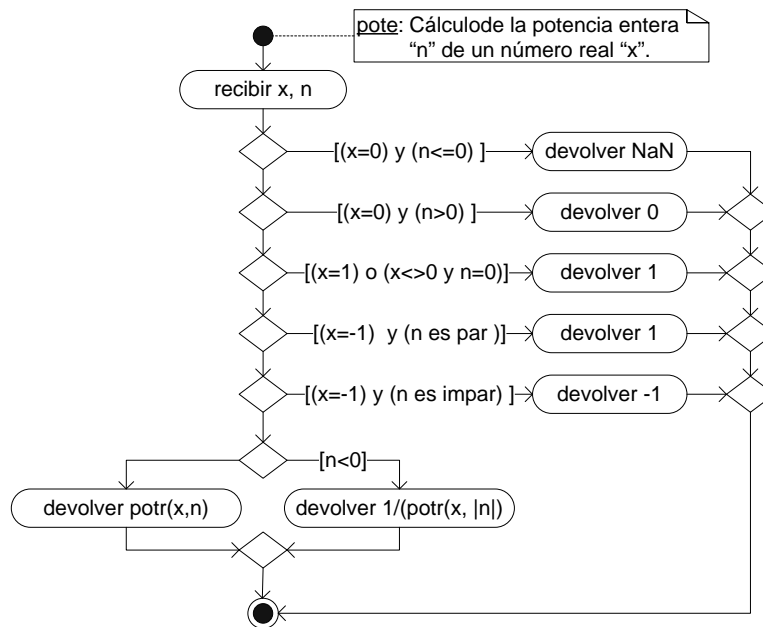 pote: Cálculode la potencia entera
“n” de un número real “x”.
recibir x, n
[(x=0) y (n<=0) ]
devolver NaN
[(x=0) y (n>0) ]
devolver 0
[(x=1) o (x<>0 y n=0)]
devolver 1
[(x=-1)  y (n es par )]
devolver 1
[(x=-1) y (n es impar) ]
devolver -1
[n<0]
devolver potr(x,n)
devolver 1/(potr(x, |n|)